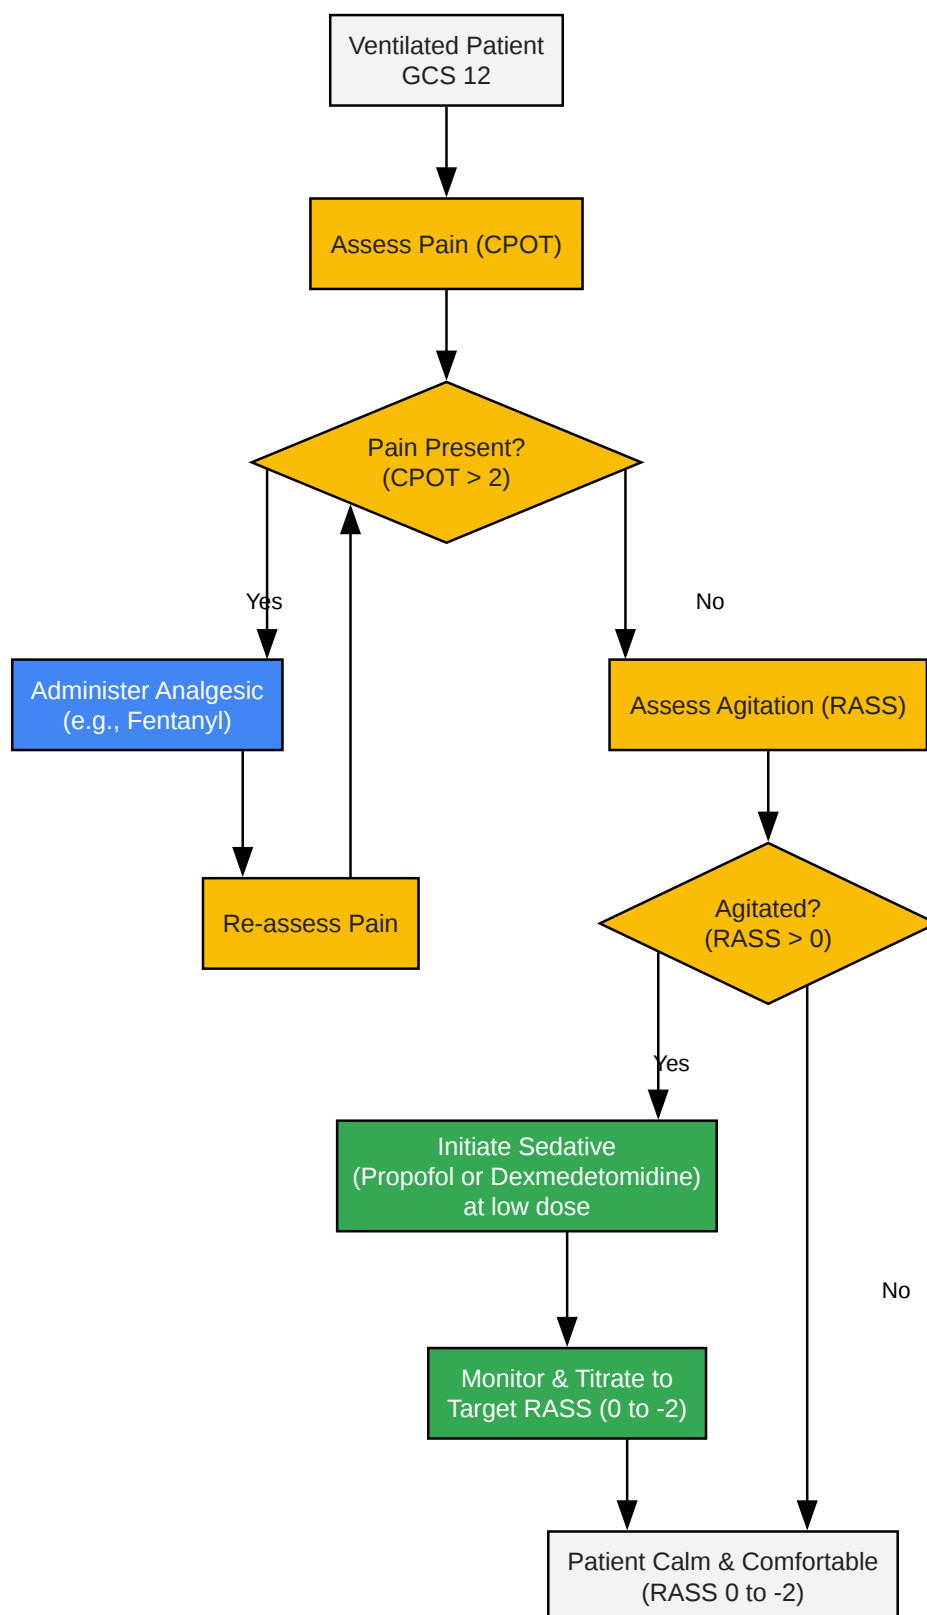 Ventilated Patient
GCS 12
Assess Pain (CPOT)
Pain Present?
(CPOT > 2)
Yes
No
Administer Analgesic
(e.g., Fentanyl)
Assess Agitation (RASS)
Re-assess Pain
Agitated?
(RASS > 0)
Yes
Initiate Sedative
(Propofol or Dexmedetomidine)
at low dose
No
Monitor & Titrate to
Target RASS (0 to -2)
Patient Calm & Comfortable
(RASS 0 to -2)